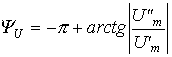 Ψ_U = −π + arctg|U″_m / U′_m|